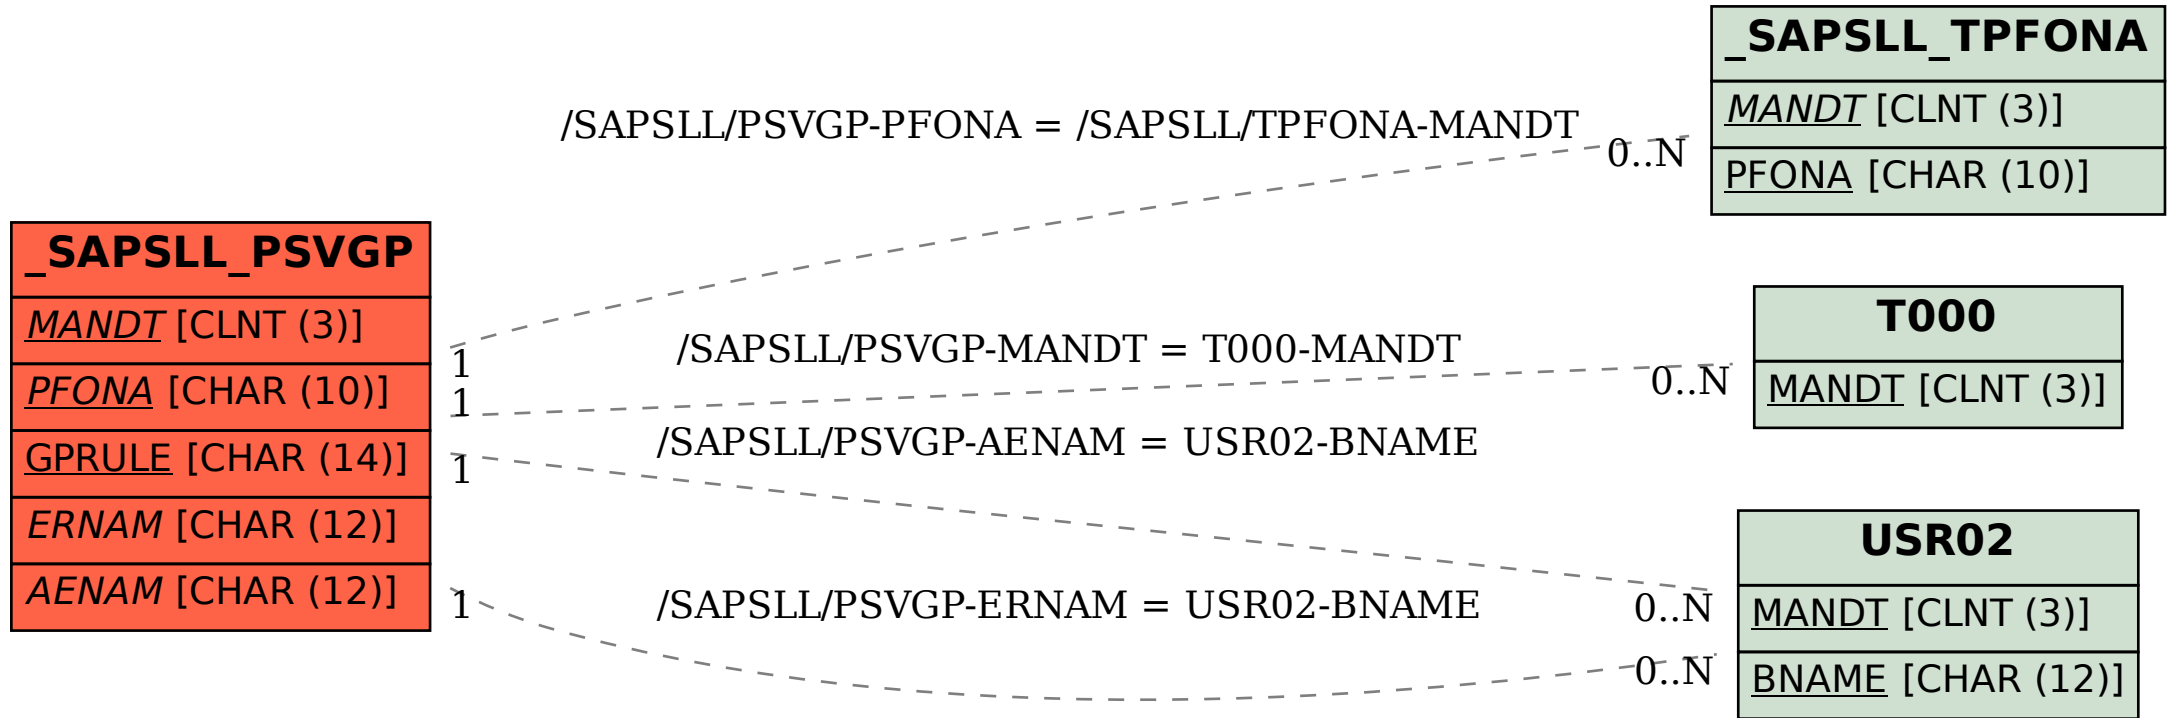 _SAPSLL_PSVGP
MANDT [CLNT (3)]
PFONA [CHAR (10)]
GPRULE [CHAR (14)]
ERNAM [CHAR (12)]
AENAM [CHAR (12)]
/SAPSLL/PSVGP-PFONA = /SAPSLL/TPFONA-MANDT
1
0..N
/SAPSLL/PSVGP-MANDT = T000-MANDT
1
0..N
/SAPSLL/PSVGP-AENAM = USR02-BNAME
1
0..N
/SAPSLL/PSVGP-ERNAM = USR02-BNAME
1
0..N
_SAPSLL_TPFONA
MANDT [CLNT (3)]
PFONA [CHAR (10)]
T000
MANDT [CLNT (3)]
USR02
MANDT [CLNT (3)]
BNAME [CHAR (12)]